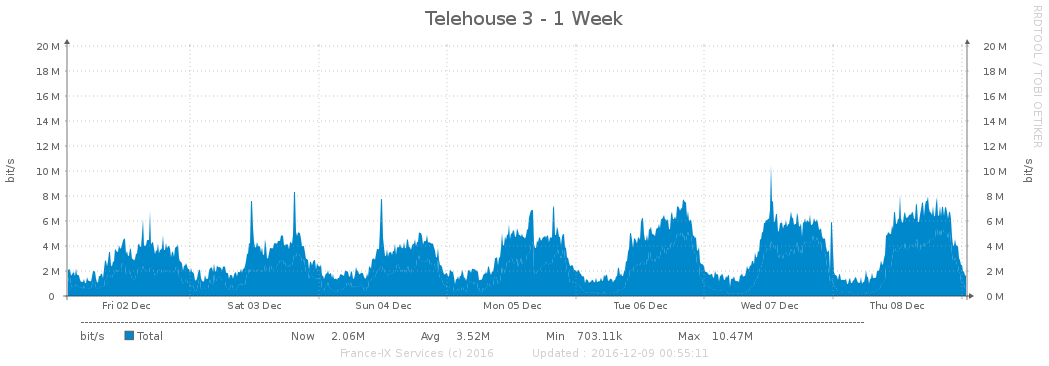 Telehouse 3 - 1 Week
RRDTOOL / TOBI OETIKER
bit/s
20 M 20 M
18 M 18 M
16 M 16 M
14 M 14 M
12 M 12 M
10 M 10 M
8 M 8 M
6 M 6 M
4 M 4 M
2 M 2 M
0 0 M
bit/s
Fri 02 Dec Sat 03 Dec Sun 04 Dec Mon 05 Dec Tue 06 Dec Wed 07 Dec Thu 08 Dec
bit/s Total Now 2.06M Avg 3.52M Min 703.11k Max 10.47M
France-IX Services (c) 2016 Updated : 2016-12-09 00:55:11